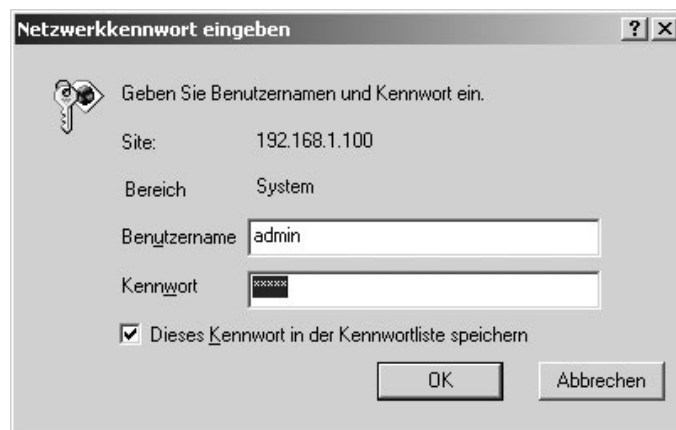 Netzwerkkennwort eingeben ? X
Geben Sie Benutzernamen und Kennwort ein.
Site: 192.168.1.100
Bereich System
Benutzername admin
Kennwort *****
Dieses Kennwort in der Kennwortliste speichern
OK Abbrechen